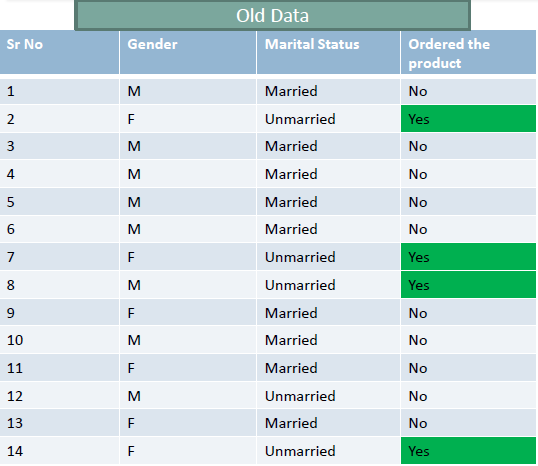 Old Data
Sr No Gender Marital Status Ordered the
product
1 M Married No
2 F Unmarried Yes
3 M Married No
4 M Married No
5 M Married No
6 M Married No
7 F Unmarried Yes
8 M Unmarried Yes
9 F Married No
10 M Married No
11 F Married No
12 M Unmarried No
13 F Married No
14 F Unmarried Yes